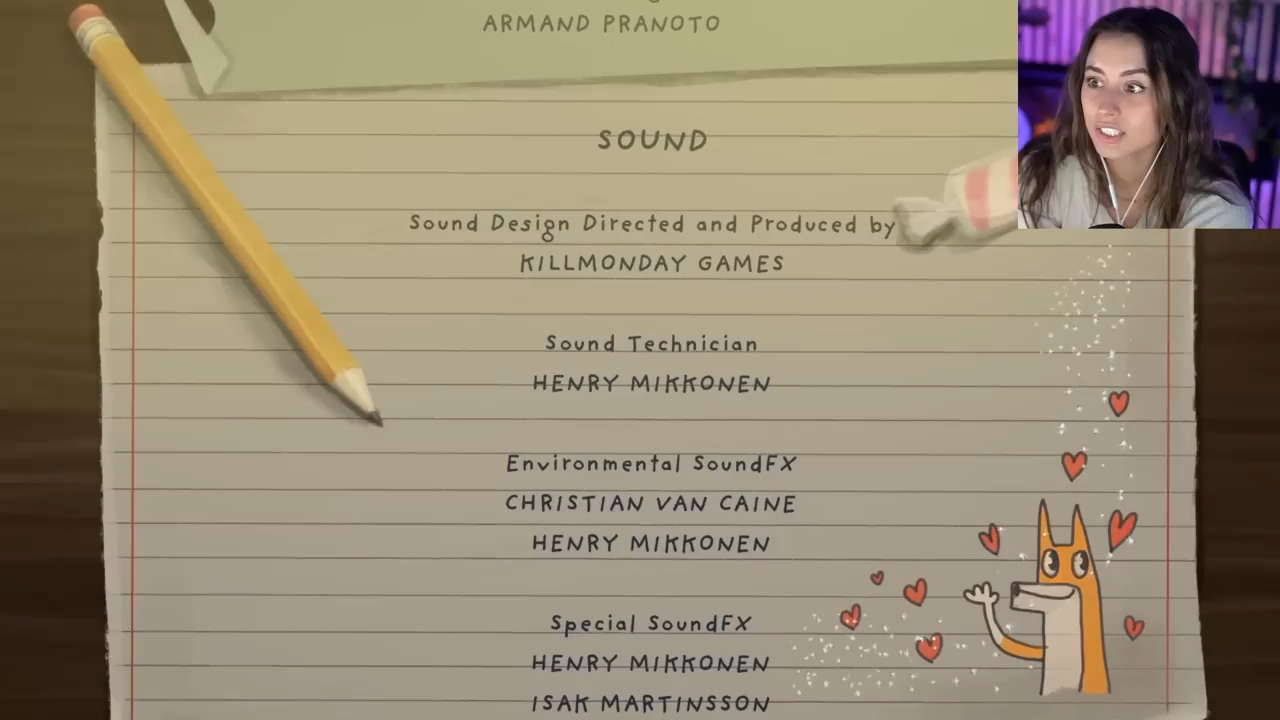 ARMAND PRANOTO
SOUND
Sound Design Directed and Produced by
KILLMONDAY GAMES
Sound Technician
HENRY MIKKONEN
Environmental SoundFX
CHRISTIAN VAN CAINE
HENRY MIKKONEN
Special SoundFX
HENRY MIKKONEN
ISAK MARTINSSON